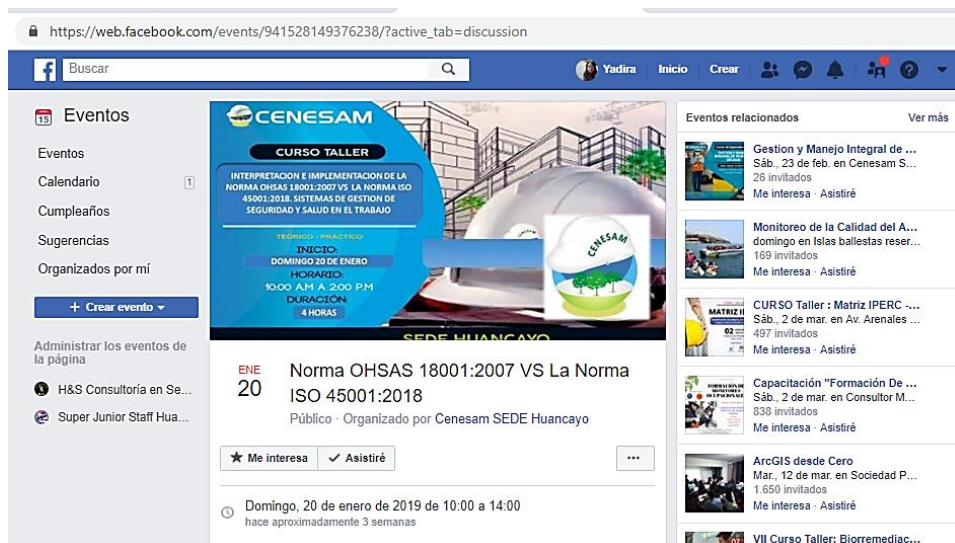 https://web.facebook.com/events/941528149376238/?active_tab=discussion
Buscar
Yadira
Inicio
Crear
Eventos
Eventos
Calendario
1
Cumpleaños
Sugerencias
Organizados por mí
+ Crear evento
Administrar los eventos de
la página
H&S Consultoría en Se...
Super Junior Staff Hua...
CENESAM
CURSO TALLER
INTERPRETACION E IMPLEMENTACION DE LA
NORMA OHSAS 18001:2007 VS LA NORMA ISO
45001:2018. SISTEMAS DE GESTION DE
SEGURIDAD Y SALUD EN EL TRABAJO
TEÓRICO - PRÁCTICO
INICIO:
DOMINGO 20 DE ENERO
HORARIO:
10:00 A.M A 2:00 P.M
DURACIÓN:
4 HORAS
CENESAM
SEDE HUANCAYO
ENE
20
Norma OHSAS 18001:2007 VS La Norma
ISO 45001:2018
Público · Organizado por Cenesam SEDE Huancayo
Me interesa
Asistiré
...
Domingo, 20 de enero de 2019 de 10:00 a 14:00
hace aproximadamente 3 semanas
Eventos relacionados
Ver más
Gestion y Manejo Integral de ...
Sáb., 23 de feb. en Cenesam S...
26 invitados
Me interesa · Asistiré
Monitoreo de la Calidad del A...
domingo en Islas ballestas reser...
169 invitados
Me interesa · Asistiré
CURSO Taller : Matriz IPERC -...
Sáb., 2 de mar. en Av. Arenales ...
497 invitados
Me interesa · Asistiré
Capacitación "Formación De ...
Sáb., 2 de mar. en Consultor M...
838 invitados
Me interesa · Asistiré
ArcGIS desde Cero
Mar., 12 de mar. en Sociedad P...
1.650 invitados
Me interesa · Asistiré
VII Curso Taller: Biorremediac...